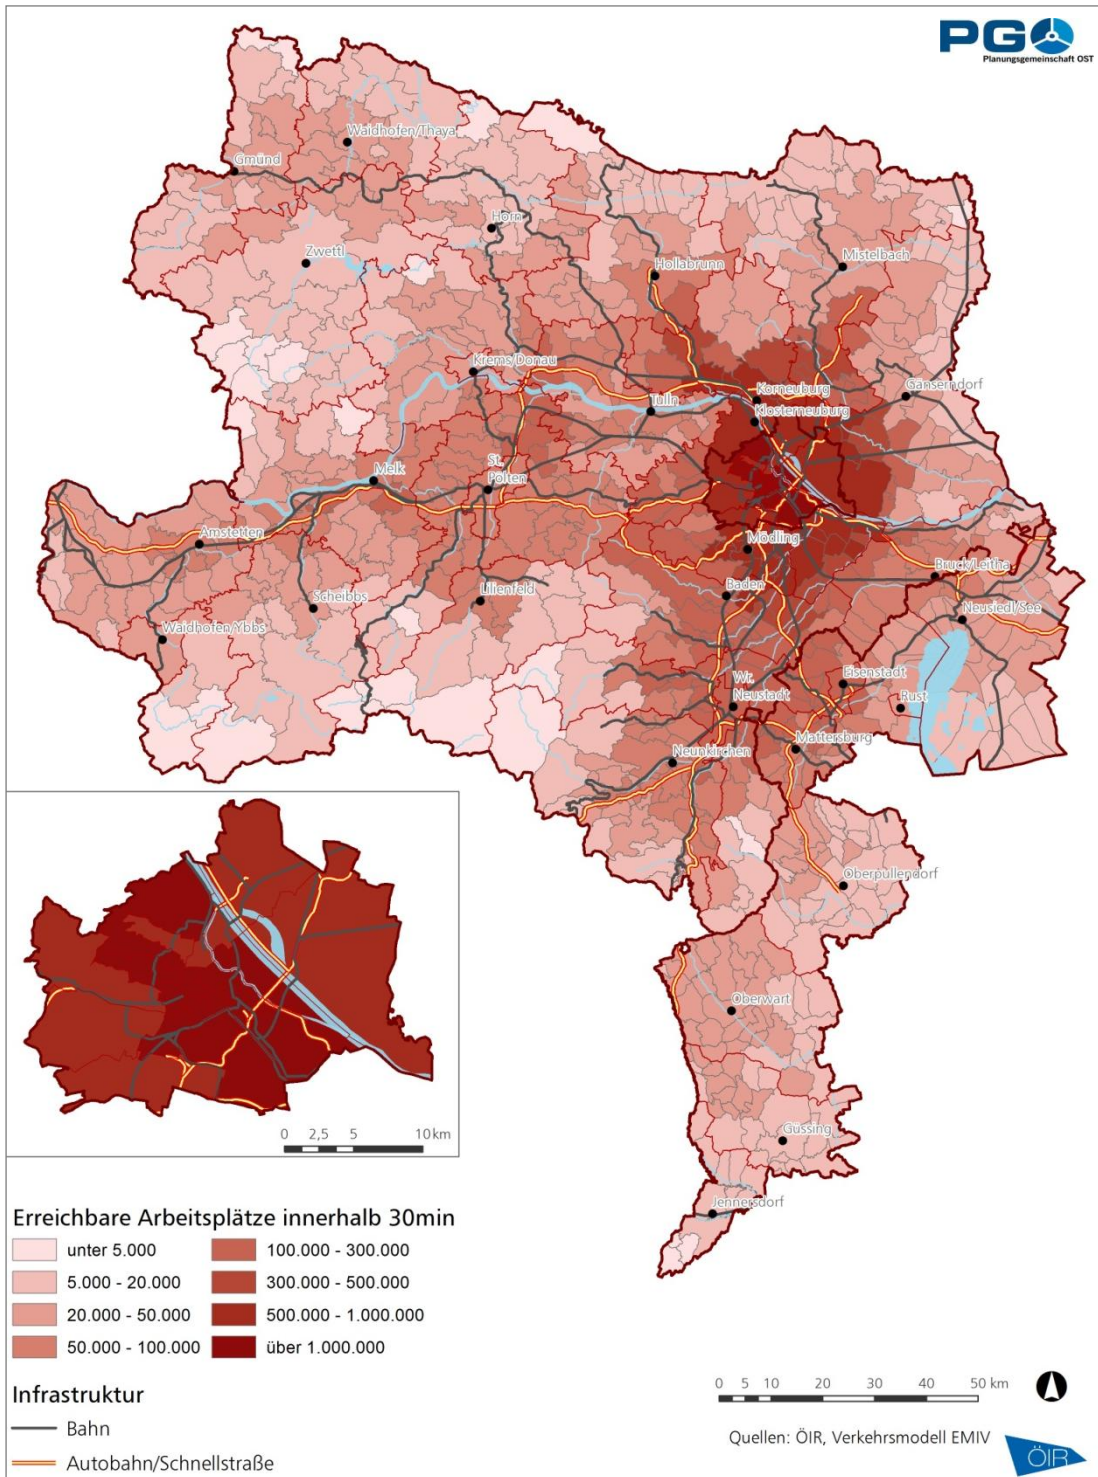 PGO
Planungsgemeinschaft OST
Waidhofen/Thaya
Gmünd
Horn
Zwettl
Hollabrunn
Mistelbach
Krems/Donau
Korneuburg
Gänserndorf
Tulln
Klosterneuburg
Melk
St.
Pölten
Amstetten
Mödling
Bruck/Leitha
Baden
Scheibbs
Lilienfeld
Neusiedl/See
Waidhofen/Ybbs
Eisenstadt
Wr.
Neustadt
Rust
Mattersburg
Neunkirchen
Oberpullendorf
Oberwart
Güssing
Jennersdorf
0 2,5 5 10 km
Erreichbare Arbeitsplätze innerhalb 30min
unter 5.000
100.000 - 300.000
5.000 - 20.000
300.000 - 500.000
20.000 - 50.000
500.000 - 1.000.000
50.000 - 100.000
über 1.000.000
Infrastruktur
Bahn
Autobahn/Schnellstraße
0 5 10 20 30 40 50 km
Quellen: ÖIR, Verkehrsmodell EMIV
ÖIR